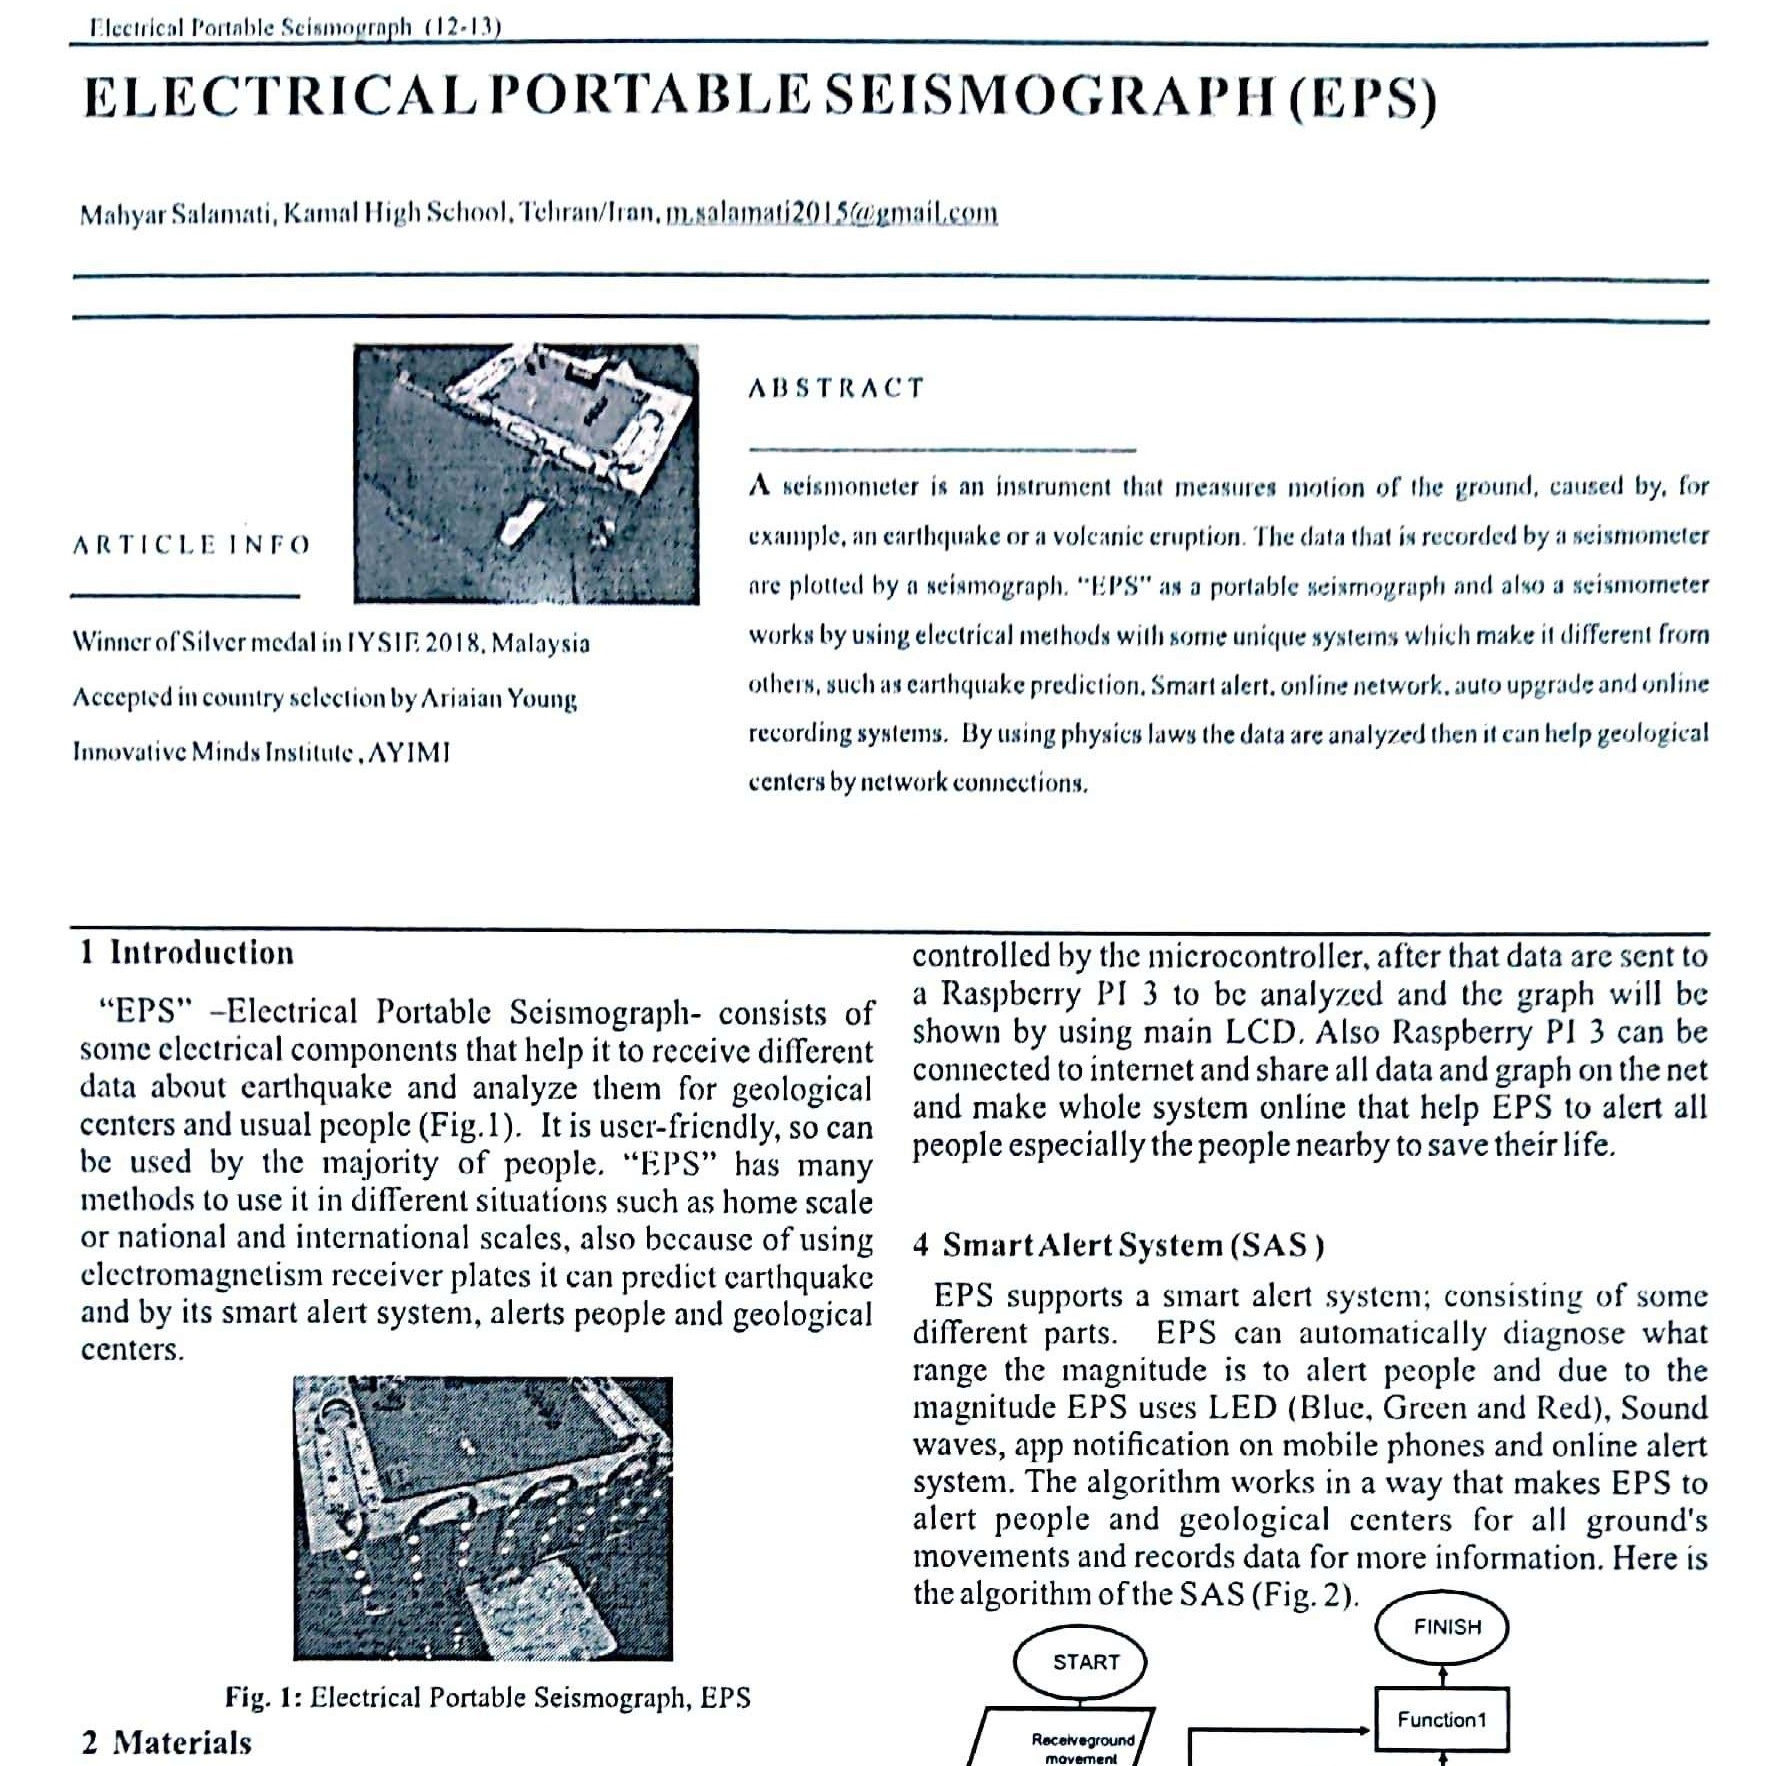 Electrical Portable Seismograph (12-13)
ELECTRICAL PORTABLE SEISMOGRAPH (EPS)
Mahyar Salamati, Kamal High School, Tehran/Iran, m.salamati2015@gmail.com
ARTICLE INFO
Winner of Silver medal in IYSIE 2018, Malaysia
Accepted in country selection by Ariaian Young
Innovative Minds Institute , AYIMI
ABSTRACT
A seismometer is an instrument that measures motion of the ground, caused by, for
example, an earthquake or a volcanic eruption. The data that is recorded by a seismometer
are plotted by a seismograph. “EPS” as a portable seismograph and also a seismometer
works by using electrical methods with some unique systems which make it different from
others, such as earthquake prediction, Smart alert, online network, auto upgrade and online
recording systems. By using physics laws the data are analyzed then it can help geological
centers by network connections.
1 Introduction
“EPS” –Electrical Portable Seismograph- consists of
some electrical components that help it to receive different
data about earthquake and analyze them for geological
centers and usual people (Fig.1). It is user-friendly, so can
be used by the majority of people. “EPS” has many
methods to use it in different situations such as home scale
or national and international scales, also because of using
electromagnetism receiver plates it can predict earthquake
and by its smart alert system, alerts people and geological
centers.
Fig. 1: Electrical Portable Seismograph, EPS
2 Materials
controlled by the microcontroller, after that data are sent to
a Raspberry PI 3 to be analyzed and the graph will be
shown by using main LCD. Also Raspberry PI 3 can be
connected to internet and share all data and graph on the net
and make whole system online that help EPS to alert all
people especially the people nearby to save their life.
4 Smart Alert System (SAS )
EPS supports a smart alert system; consisting of some
different parts. EPS can automatically diagnose what
range the magnitude is to alert people and due to the
magnitude EPS uses LED (Blue, Green and Red), Sound
waves, app notification on mobile phones and online alert
system. The algorithm works in a way that makes EPS to
alert people and geological centers for all ground's
movements and records data for more information. Here is
the algorithm of the SAS (Fig. 2).
START
Receive ground
movement
FINISH
Function1